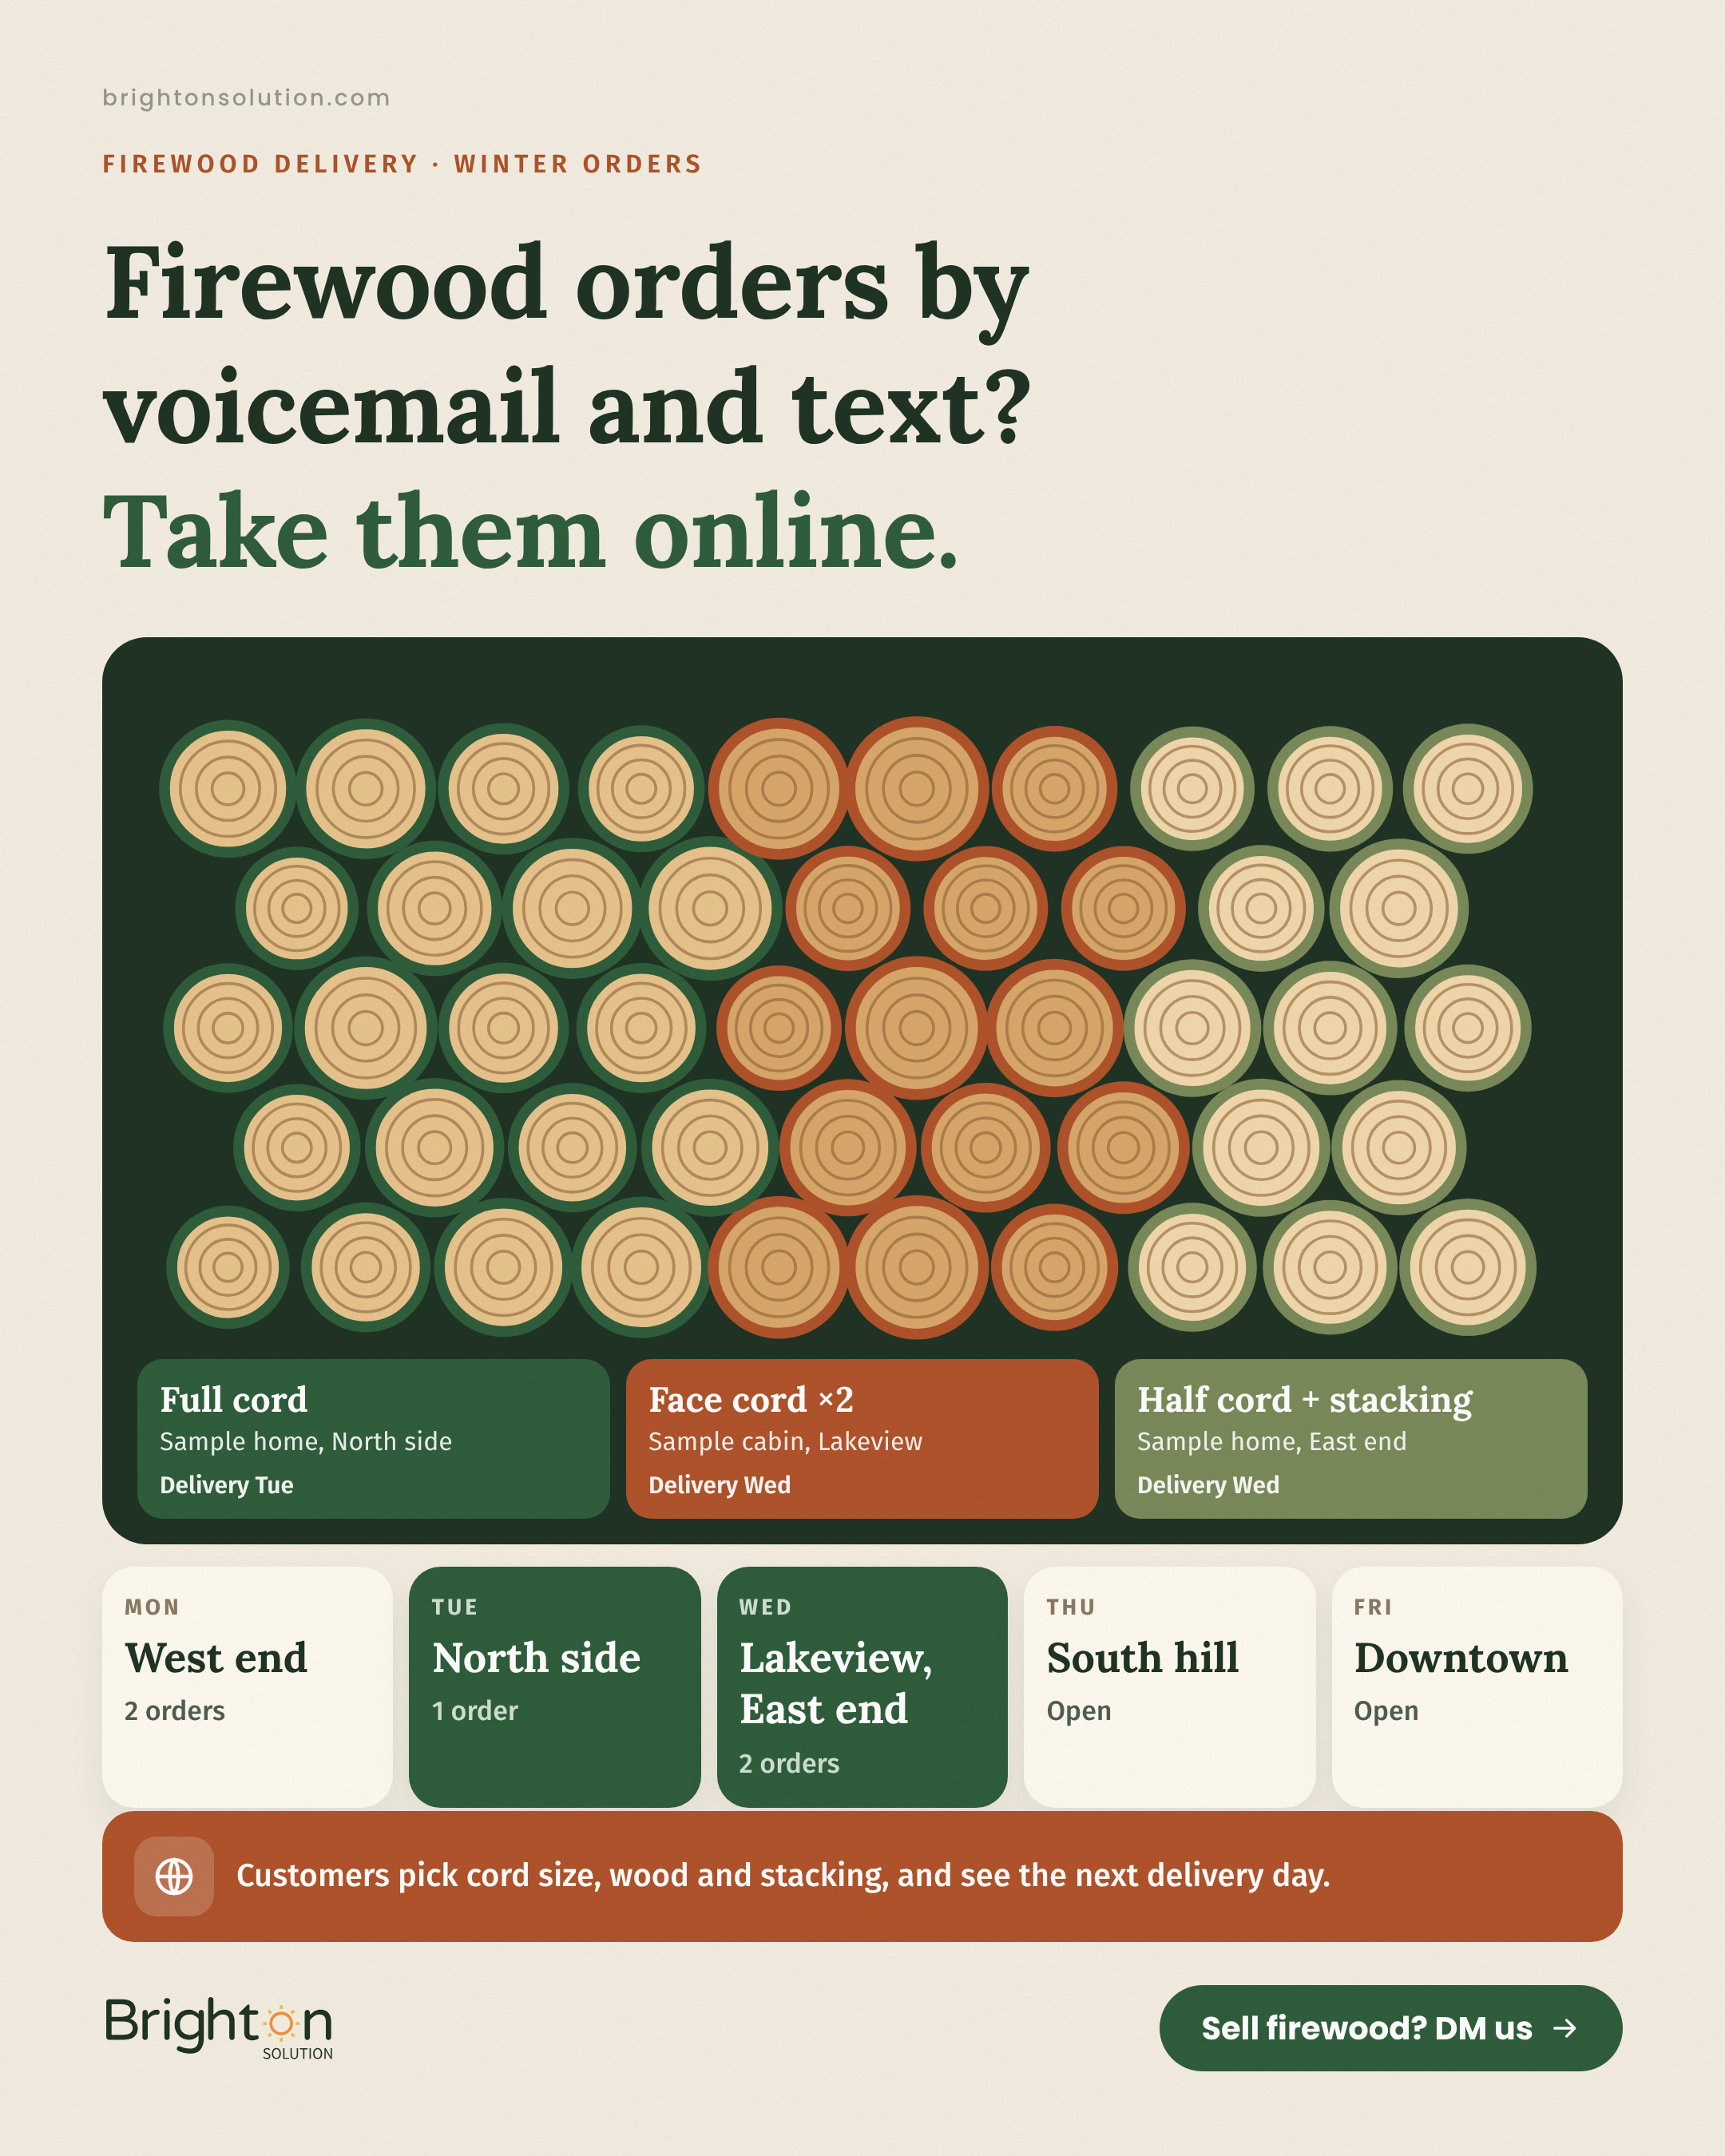 brightonsolution.com
FIREWOOD DELIVERY · WINTER ORDERS
Firewood orders by
voicemail and text?
Take them online.
Full cord
Sample home, North side
Delivery Tue
Face cord ×2
Sample cabin, Lakeview
Delivery Wed
Half cord + stacking
Sample home, East end
Delivery Wed
MON
West end
2 orders
TUE
North side
1 order
WED
Lakeview,
East end
2 orders
THU
South hill
Open
FRI
Downtown
Open
Customers pick cord size, wood and stacking, and see the next delivery day.
Brighton
SOLUTION
Sell firewood? DM us →